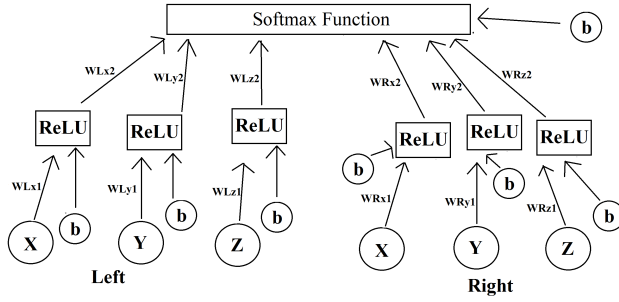 Softmax Function
b
WLx2
WLy2
WLz2
WRx2
WRy2
WRz2
ReLU
ReLU
ReLU
ReLU
ReLU
ReLU
b
b
WLx1
WLy1
WLz1
WRx1
WRy1
WRz1
b
b
b
b
X
Y
Z
X
Y
Z
Left
Right